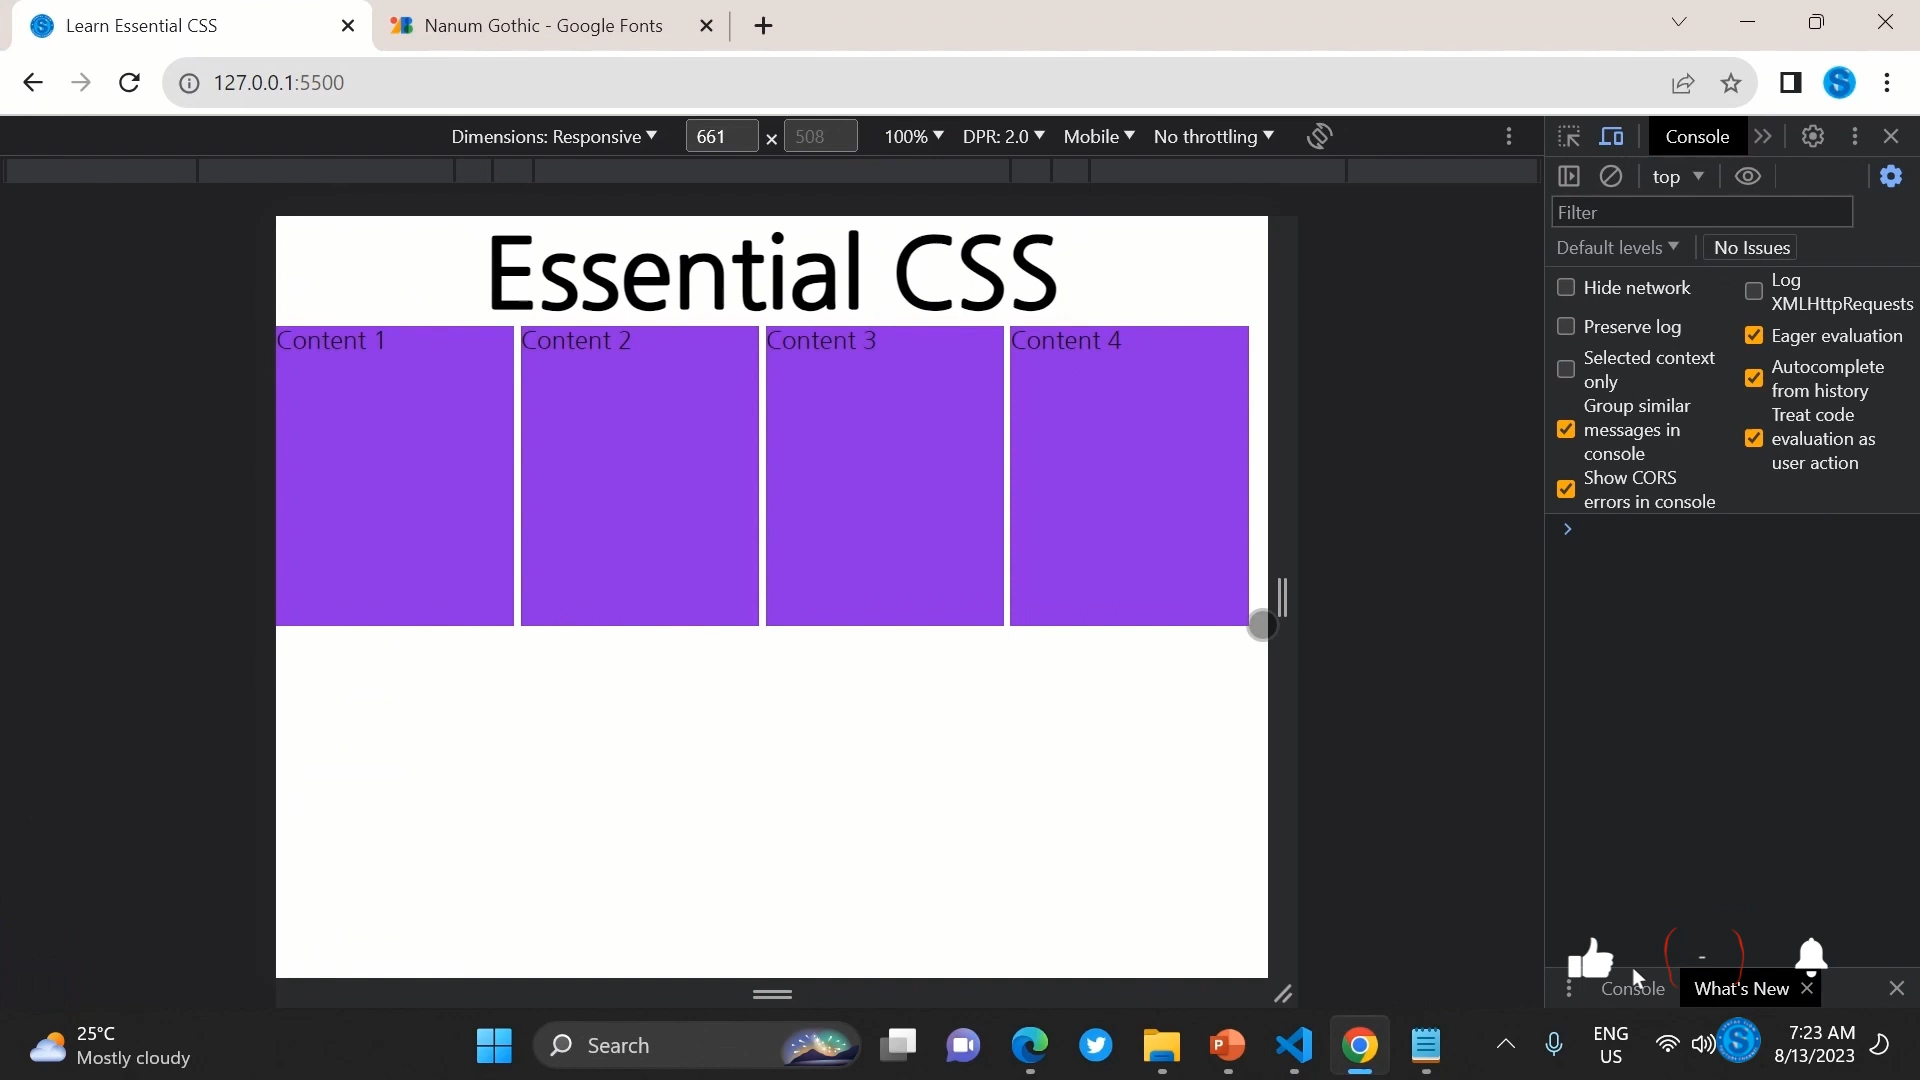 Learn Essential CSS
Nanum Gothic - Google Fonts
127.0.0.1:5500
Dimensions: Responsive 661 × 508 100% DPR: 2.0 Mobile No throttling
Console
top
Filter
Default levels No Issues
Hide network
Preserve log
Selected context only
Group similar messages in console
Show CORS errors in console
Log XMLHttpRequests
Eager evaluation
Autocomplete from history
Treat code evaluation as user action
Essential CSS
Content 1 Content 2 Content 3 Content 4
Console What's New
25°C
Mostly cloudy
Search
ENG
US
7:23 AM
8/13/2023